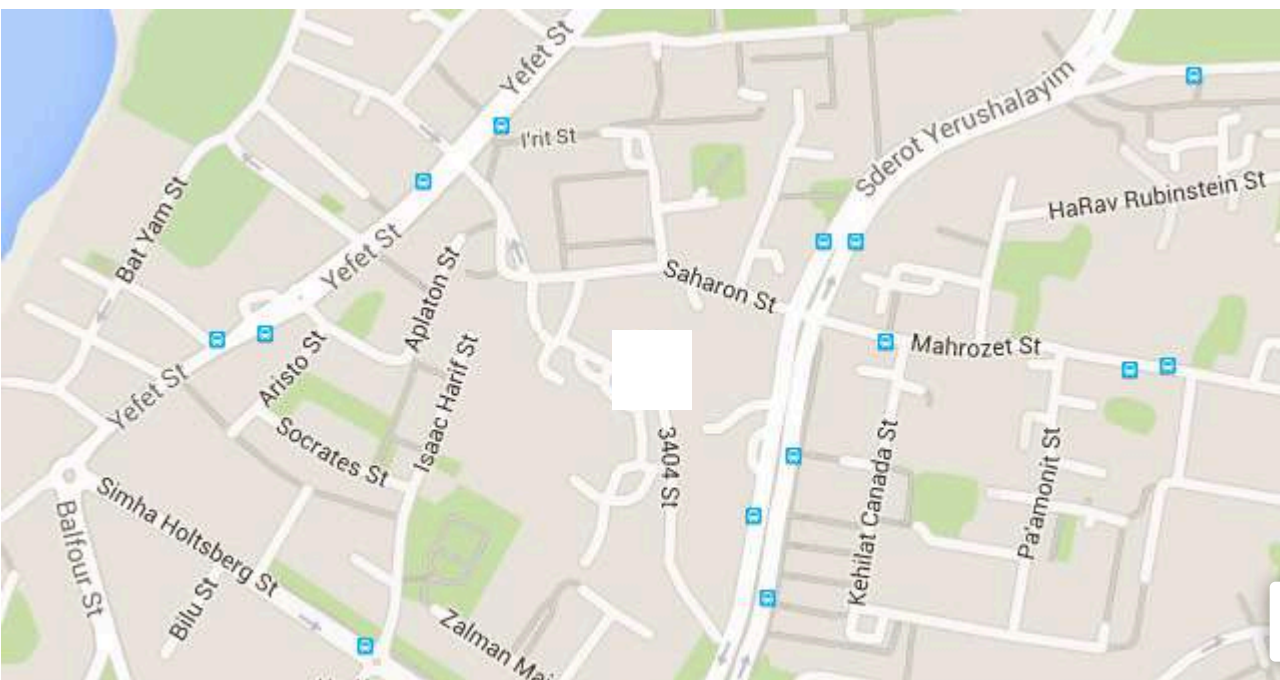 Yefet St
I'rit St
Sderot Yerushalayim
HaRav Rubinstein St
Bat Yam St
Yefet St
Saharon St
Aplaton St
Mahrozet St
Aristo St
Isaac Harif St
Yefet St
Socrates St
3404 St
Kehilat Canada St
Pa'amonit St
Simha Holtsberg St
Balfour St
Bilu St
Zalman Mai